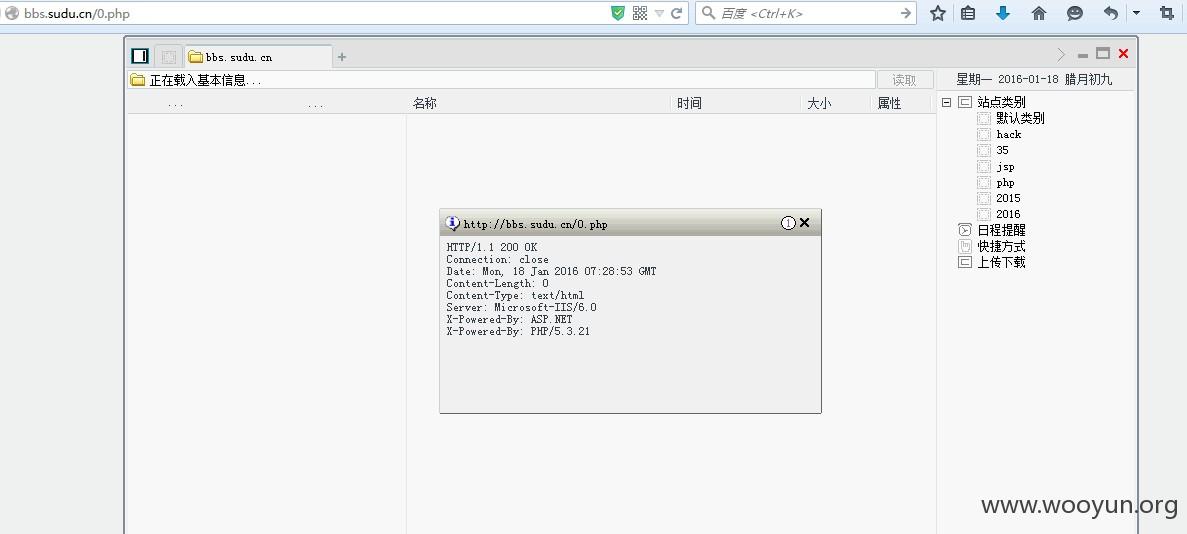 bbs.sudu.cn/0.php
百度 <Ctrl+K>
bbs.sudu.cn
正在载入基本信息...
读取
星期一 2016-01-18 腊月初九
... ... 名称 时间 大小 属性
站点类别
默认类别
hack
35
jsp
php
2015
2016
日程提醒
快捷方式
上传下载
http://bbs.sudu.cn/0.php
HTTP/1.1 200 OK
Connection: close
Date: Mon, 18 Jan 2016 07:28:53 GMT
Content-Length: 0
Content-Type: text/html
Server: Microsoft-IIS/6.0
X-Powered-By: ASP.NET
X-Powered-By: PHP/5.3.21
www.wooyun.org